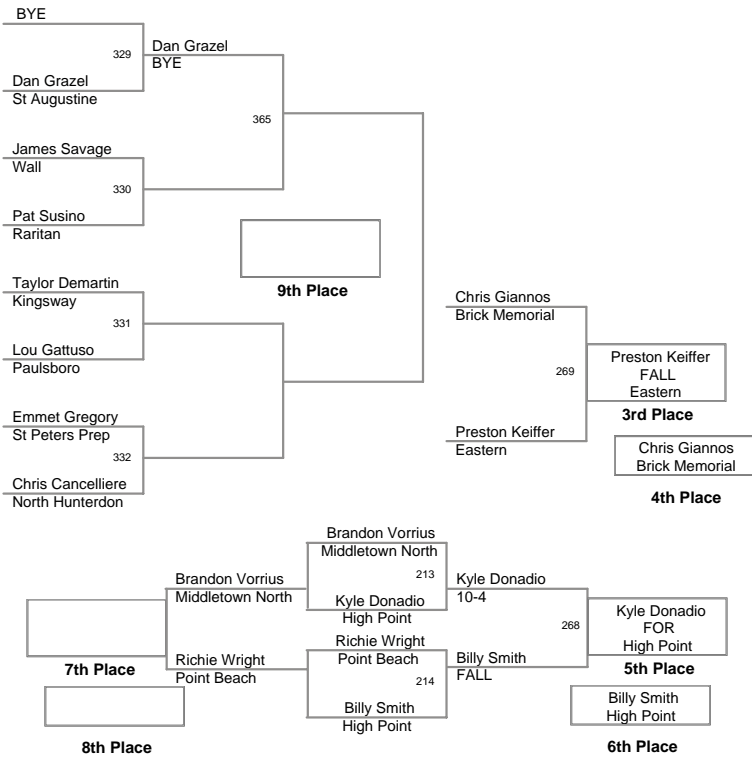 BYE
329
Dan Grazel
BYE
Dan Grazel
St Augustine
365
James Savage
Wall
330
Pat Susino
Raritan
9th Place
Taylor Demartin
Kingsway
331
Lou Gattuso
Paulsboro
Emmet Gregory
St Peters Prep
332
Chris Cancelliere
North Hunterdon
Chris Giannos
Brick Memorial
269
Preston Keiffer
FALL
Eastern
3rd Place
Preston Keiffer
Eastern
Chris Giannos
Brick Memorial
4th Place
Brandon Vorrius
Middletown North
213
Brandon Vorrius
Middletown North
Kyle Donadio
High Point
Kyle Donadio
10-4
268
Kyle Donadio
FOR
High Point
5th Place
7th Place
Richie Wright
Point Beach
Richie Wright
Point Beach
214
Billy Smith
FALL
Billy Smith
High Point
Billy Smith
High Point
6th Place
8th Place